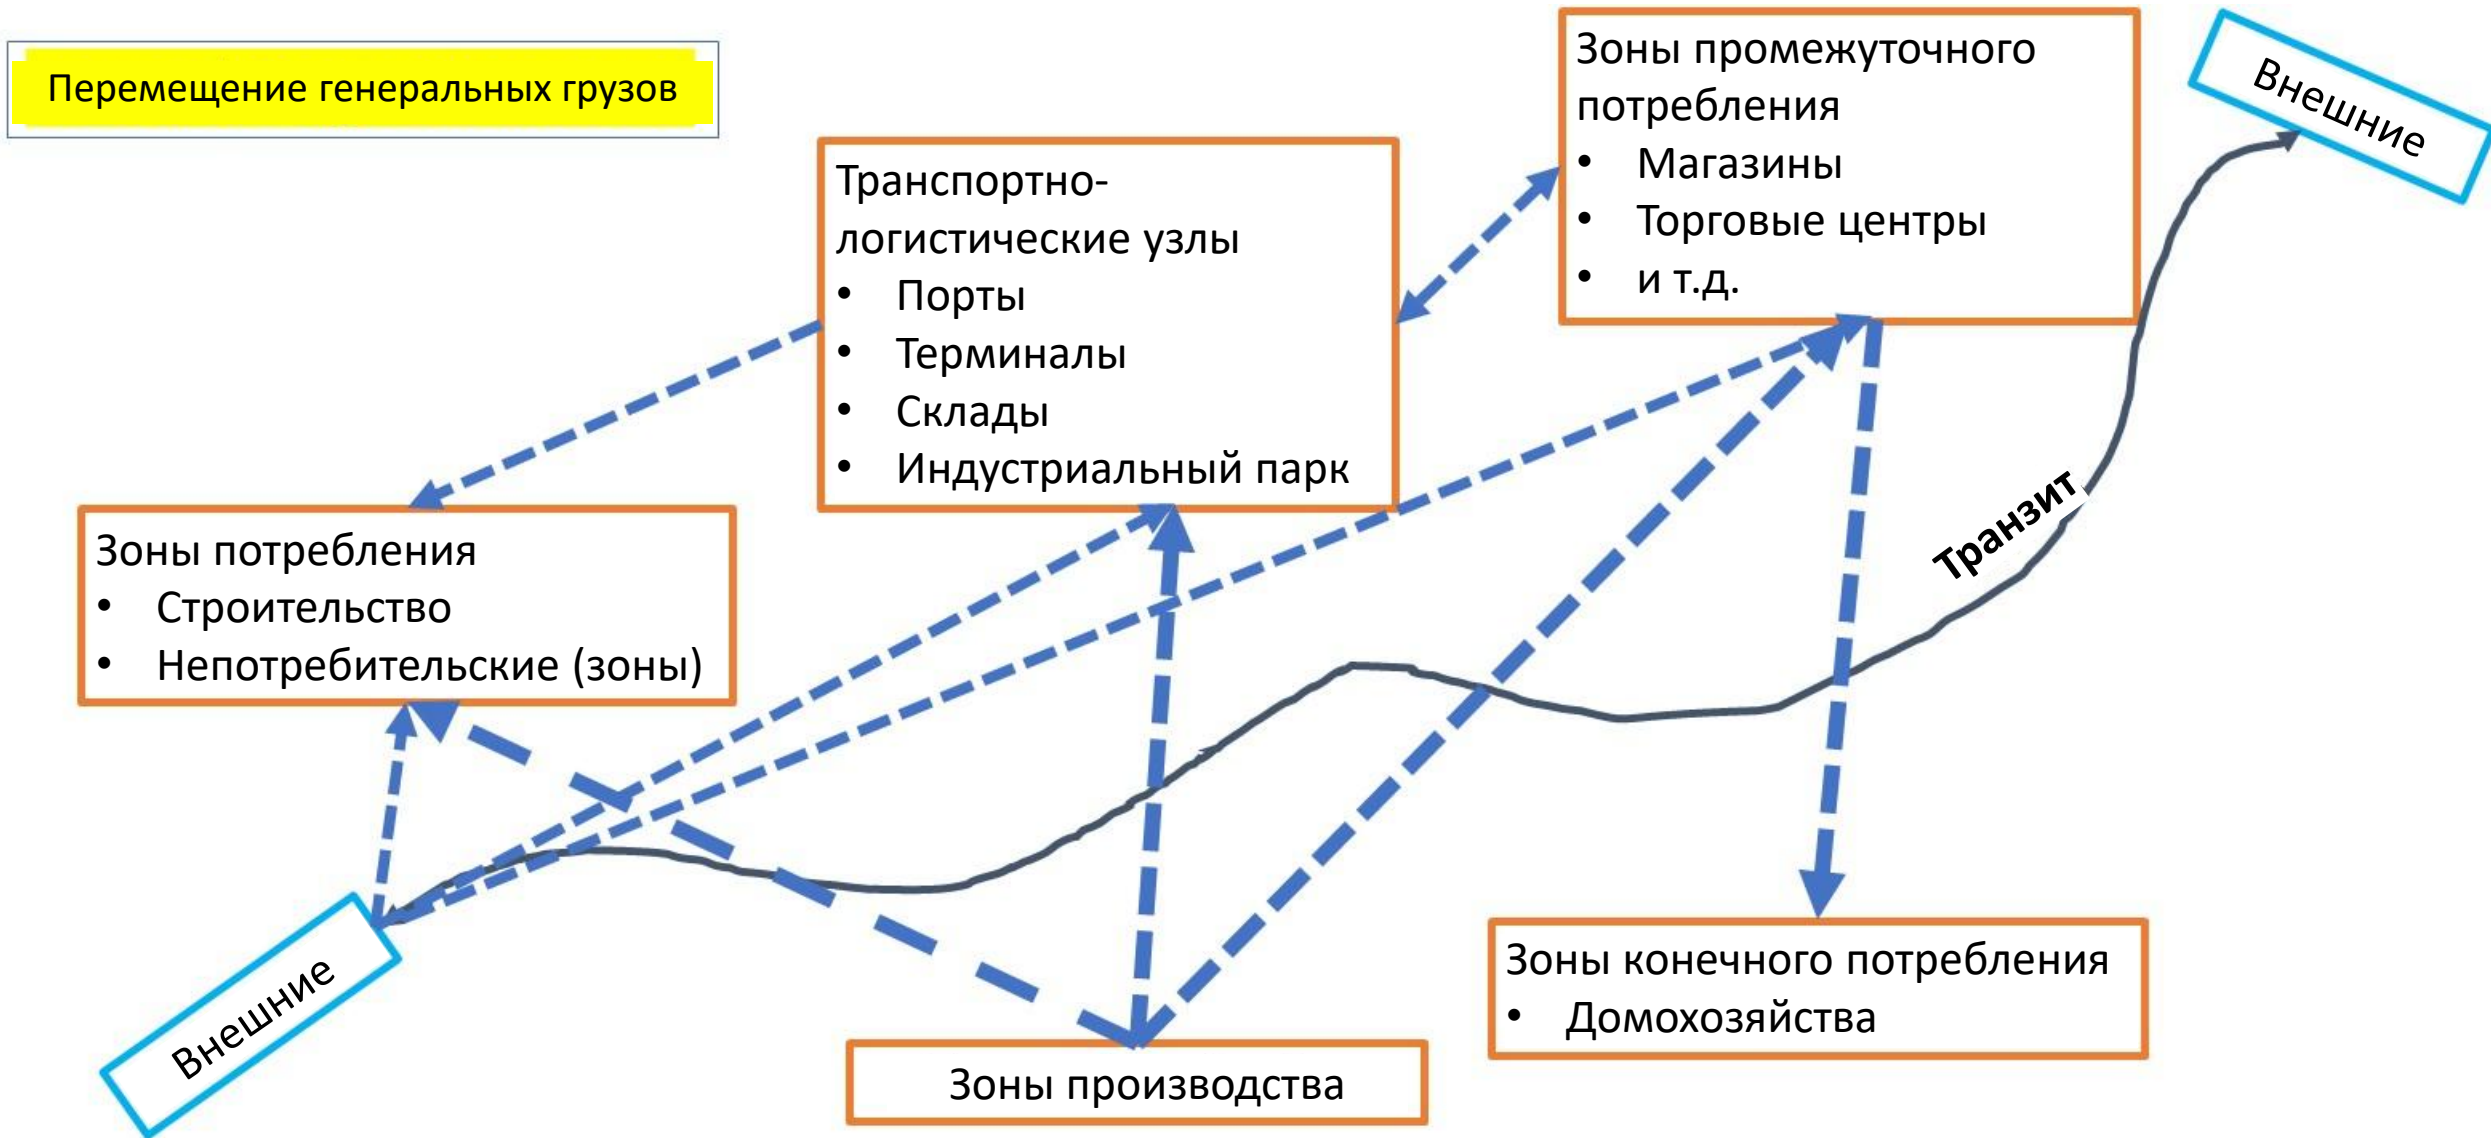 Перемещение генеральных грузов
Зоны промежуточного
потребления
• Магазины
• Торговые центры
• и т.д.
Внешние
Транспортно-
логистические узлы
• Порты
• Терминалы
• Склады
• Индустриальный парк
Зоны потребления
• Строительство
• Непотребительские (зоны)
Транзит
Внешние
Зоны конечного потребления
• Домохозяйства
Зоны производства